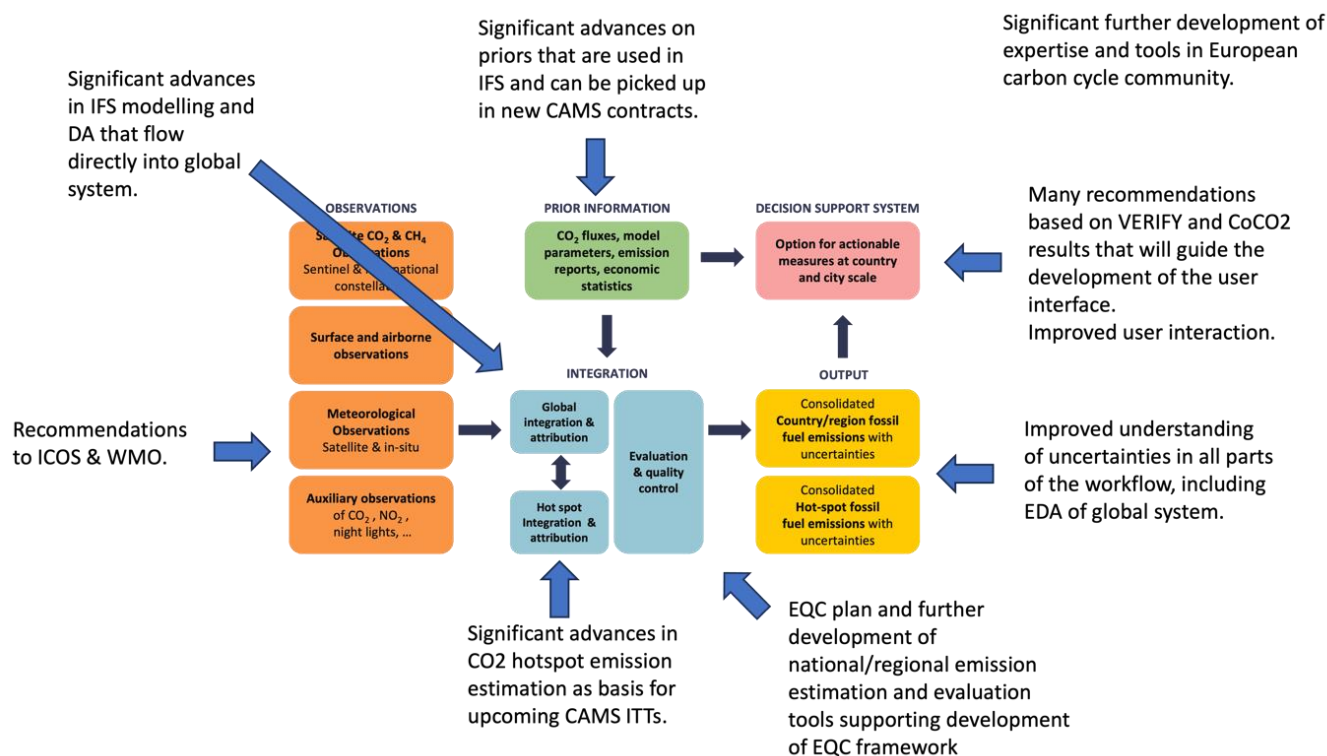 Significant advances
in IFS modelling and
DA that flow
directly into global
system.
Significant advances on
priors that are used in
IFS and can be picked up
in new CAMS contracts.
Significant further development of
expertise and tools in European
carbon cycle community.
OBSERVATIONS
CO₂ & CH₄
Sentinel &
Surface and airborne
observations
Meteorological
Observations
Satellite & in-situ
Auxiliary observations
of CO₂ , NO₂ ,
night lights, ...
Recommendations
to ICOS & WMO.
PRIOR INFORMATION
CO₂ fluxes, model
parameters, emission
reports, economic
statistics
DECISION SUPPORT SYSTEM
Option for actionable
measures at country
and city scale
Many recommendations
based on VERIFY and CoCO2
results that will guide the
development of the user
interface.
Improved user interaction.
INTEGRATION
Global
integration &
attribution
Hot spot
Integration &
attribution
Evaluation
& quality
control
OUTPUT
Consolidated
Country/region fossil
fuel emissions with
uncertainties
Consolidated
Hot-spot fossil
fuel emissions with
uncertainties
Improved understanding
of uncertainties in all parts
of the workflow, including
EDA of global system.
Significant advances in
CO2 hotspot emission
estimation as basis for
upcoming CAMS ITTs.
EQC plan and further
development of
national/regional emission
estimation and evaluation
tools supporting development
of EQC framework